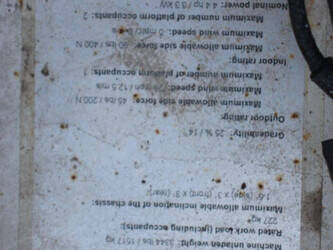 Machine unladen weight: 3344 lbs / 1517 kg
Rated work load (including occupants):
227 kg
Maximum allowable inclination of the chassis:
1.5° (side) X 3° (front) X 3° (rear)
Gradeability: 25 % / 14°
Outdoor rating:
Maximum allowable side force: 45 lbs / 200 N
Maximum wind speed: 28 mph / 12.5 m/s
Maximum number of platform occupants: 1
Indoor rating:
Maximum allowable side force: 90 lbs / 400 N
Maximum wind speed: 0 mph / 0 m/s
Maximum number of platform occupants: 2
Nominal power: 4.4 hp / 3.3 kW